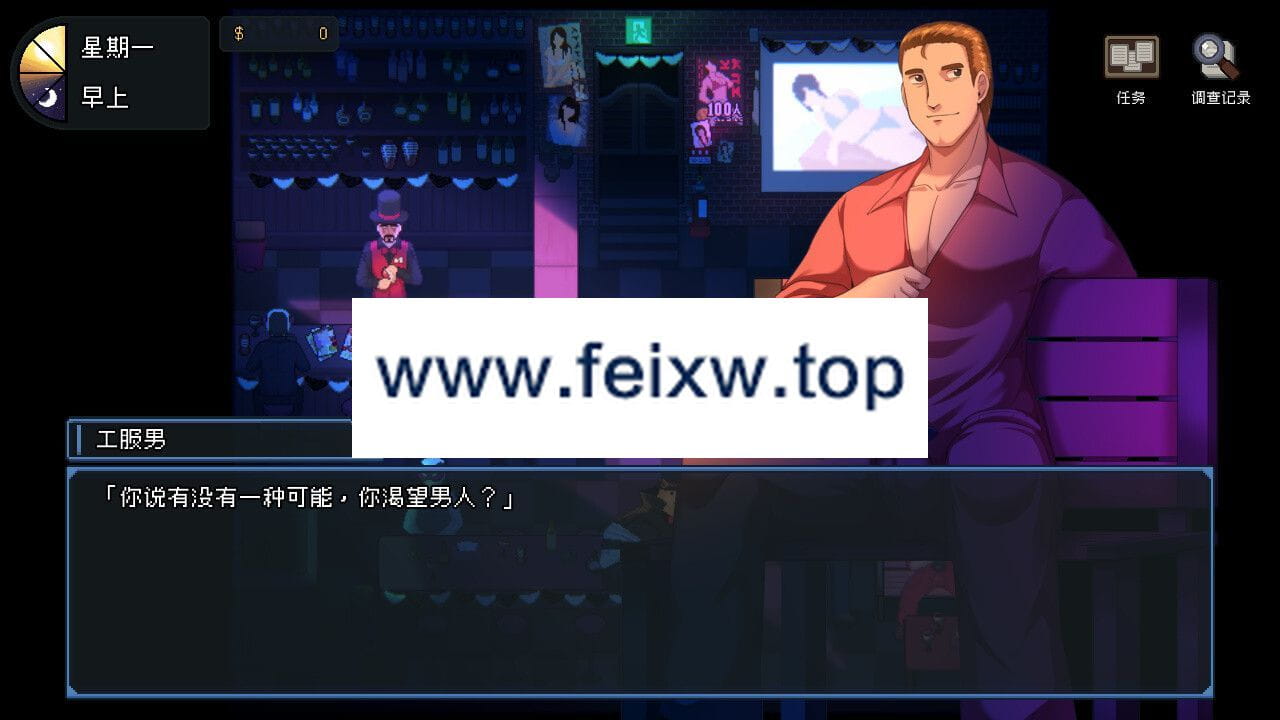 星期一
早上
$ 0
任务
调查记录
100人
www.feixw.top
工服男
「你说有没有一种可能，你渴望男人？」